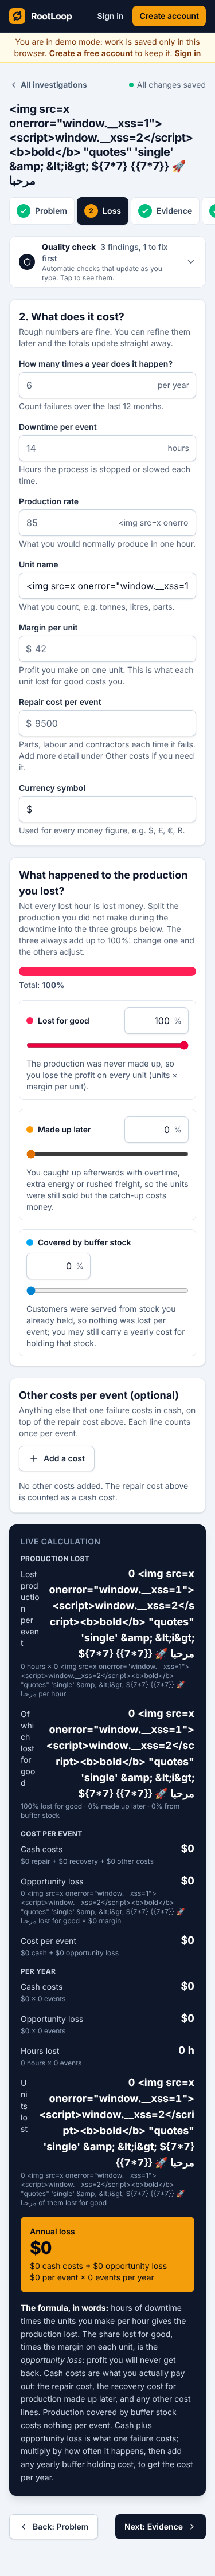 RootLoop
Sign in
Create account
You are in demo mode: work is saved only in this
browser. Create a free account to keep it. Sign in
All investigations
All changes saved
<img src=x
onerror="window.__xss=1">
<script>window.__xss=2</script>
<b>bold</b> "quotes" 'single'
&amp; &lt;i&gt; ${7*7} {{7*7}} 🚀
مرحبا
Problem
2 Loss
Evidence
Quality check 3 findings, 1 to fix
first
Automatic checks that update as you
type. Tap to see them.
2. What does it cost?
Rough numbers are fine. You can refine them
later and the totals update straight away.
How many times a year does it happen?
6 per year
Count failures over the last 12 months.
Downtime per event
14 hours
Hours the process is stopped or slowed each
time.
Production rate
85 <img src=x onerro
What you would normally produce in one hour.
Unit name
<img src=x onerror="window.__xss=1
What you count, e.g. tonnes, litres, parts.
Margin per unit
$ 42
Profit you make on one unit. This is what each
unit lost for good costs you.
Repair cost per event
$ 9500
Parts, labour and contractors each time it fails.
Add more detail under Other costs if you need
it.
Currency symbol
$
Used for every money figure, e.g. $, £, €, R.
What happened to the production
you lost?
Not every lost hour is lost money. Split the
production you did not make during the
downtime into the three groups below. The
three always add up to 100%: change one and
the others adjust.
Total: 100%
Lost for good
100 %
The production was never made up, so
you lose the profit on every unit (units ×
margin per unit).
Made up later
0 %
You caught up afterwards with overtime,
extra energy or rushed freight, so the units
were still sold but the catch-up costs
money.
Covered by buffer stock
0 %
Customers were served from stock you
already held, so nothing was lost per
event; you may still carry a yearly cost for
holding that stock.
Other costs per event (optional)
Anything else that one failure costs in cash, on
top of the repair cost above. Each line counts
once per event.
Add a cost
No other costs added. The repair cost above
is counted as a cash cost.
LIVE CALCULATION
PRODUCTION LOST
Lost
prod
uctio
n
per
even
t
0 <img src=x
onerror="window.__xss=1">
<script>window.__xss=2</s
cript><b>bold</b> "quotes"
'single' &amp; &lt;i&gt;
${7*7} {{7*7}} 🚀 مرحبا
0 hours × 0 <img src=x onerror="window.__xss=1">
<script>window.__xss=2</script><b>bold</b>
"quotes" 'single' &amp; &lt;i&gt; ${7*7} {{7*7}} 🚀
مرحبا per hour
Of
whi
ch
lost
for
goo
d
0 <img src=x
onerror="window.__xss=1">
<script>window.__xss=2</sc
ript><b>bold</b> "quotes"
'single' &amp; &lt;i&gt;
${7*7} {{7*7}} 🚀 مرحبا
100% lost for good · 0% made up later · 0% from
buffer stock
COST PER EVENT
Cash costs $0
$0 repair + $0 recovery + $0 other costs
Opportunity loss $0
0 <img src=x onerror="window.__xss=1">
<script>window.__xss=2</script><b>bold</b>
"quotes" 'single' &amp; &lt;i&gt; ${7*7} {{7*7}} 🚀
مرحبا lost for good × $0 margin
Cost per event $0
$0 cash + $0 opportunity loss
PER YEAR
Cash costs $0
$0 × 0 events
Opportunity loss $0
$0 × 0 events
Hours lost 0 h
0 hours × 0 events
U
ni
ts
lo
st
0 <img src=x
onerror="window.__xss=1">
<script>window.__xss=2</scri
pt><b>bold</b> "quotes"
'single' &amp; &lt;i&gt; ${7*7}
{{7*7}} 🚀 مرحبا
0 <img src=x onerror="window.__xss=1">
<script>window.__xss=2</script><b>bold</b>
"quotes" 'single' &amp; &lt;i&gt; ${7*7} {{7*7}} 🚀
مرحبا of them lost for good
Annual loss
$0
$0 cash costs + $0 opportunity loss
$0 per event × 0 events per year
The formula, in words: hours of downtime
times the units you make per hour gives the
production lost. The share lost for good,
times the margin on each unit, is the
opportunity loss: profit you will never get
back. Cash costs are what you actually pay
out: the repair cost, the recovery cost for
production made up later, and any other cost
lines. Production covered by buffer stock
costs nothing per event. Cash plus
opportunity loss is what one failure costs;
multiply by how often it happens, then add
any yearly buffer holding cost, to get the cost
per year.
Back: Problem
Next: Evidence